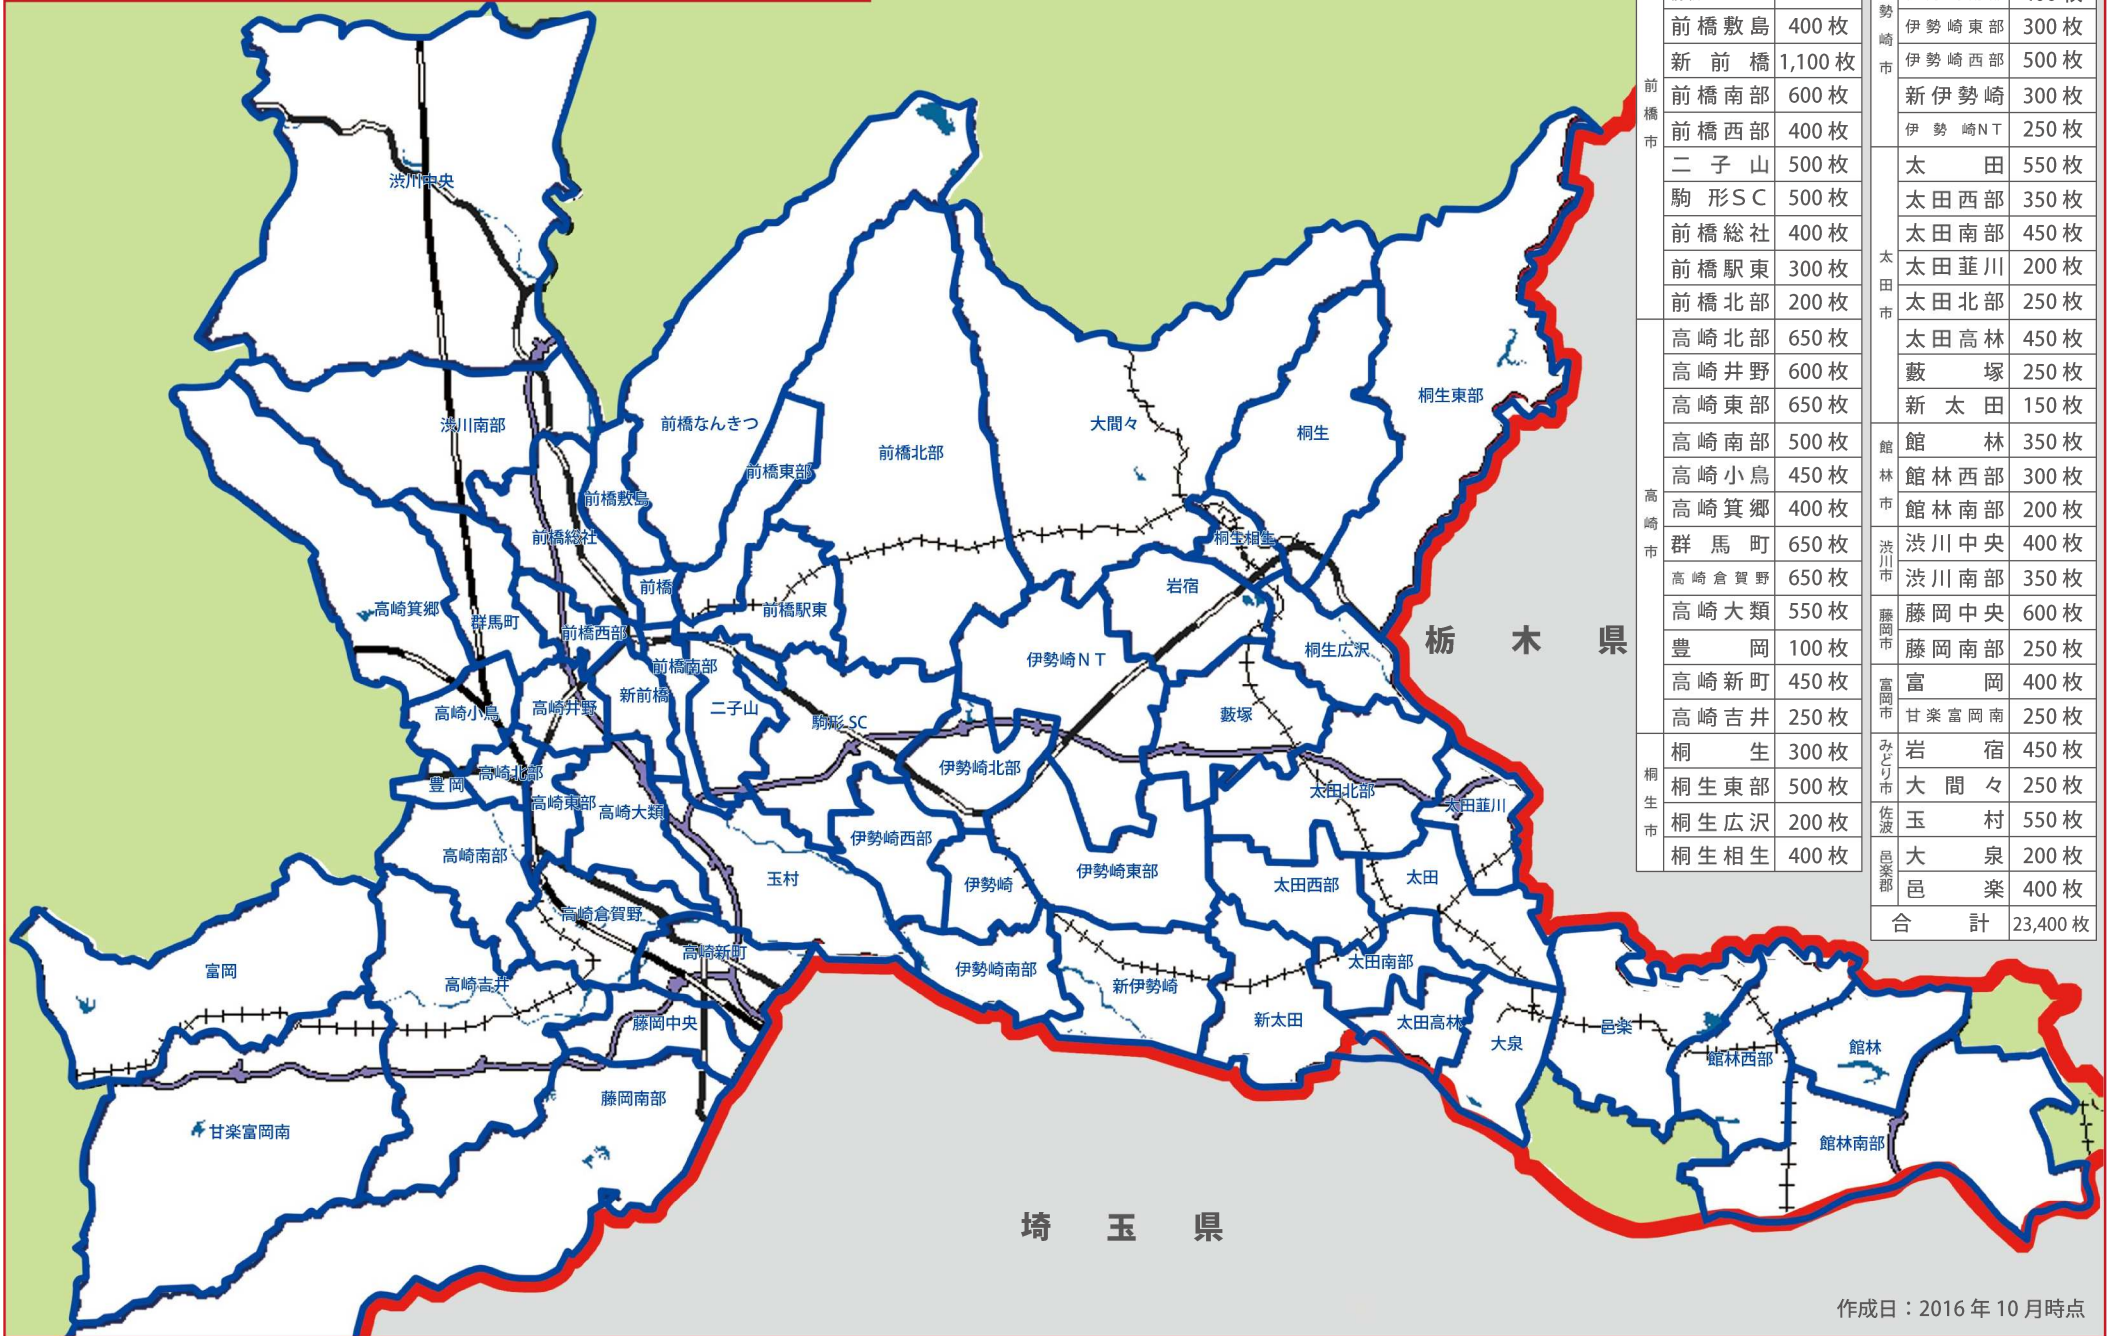 渋川中央
渋川南部
前橋なんきつ
前橋東部
前橋北部
大間々
桐生
桐生東部
前橋敷島
前橋総社
桐生相生
前橋
岩宿
高崎箕郷
群馬町
前橋西部
前橋駅東
前橋南部
伊勢崎NT
桐生広沢
高崎小鳥
高崎井野
新前橋
二子山
駒形SC
藪塚
豊岡
高崎北部
高崎東部
高崎大類
伊勢崎北部
太田北部
太田韮川
高崎南部
伊勢崎西部
玉村
伊勢崎
伊勢崎東部
太田西部
太田
高崎倉賀野
高崎新町
富岡
高崎吉井
伊勢崎南部
新伊勢崎
太田南部
藤岡中央
新太田
太田高林
大泉
邑楽
館林西部
館林
藤岡南部
甘楽富岡南
館林南部
栃木県
埼玉県
前橋市
前橋敷島 400枚
新前橋 1,100枚
前橋南部 600枚
前橋西部 400枚
二子山 500枚
駒形SC 500枚
前橋総社 400枚
前橋駅東 300枚
前橋北部 200枚
高崎市
高崎北部 650枚
高崎井野 600枚
高崎東部 650枚
高崎南部 500枚
高崎小鳥 450枚
高崎箕郷 400枚
群馬町 650枚
高崎倉賀野 650枚
高崎大類 550枚
豊岡 100枚
高崎新町 450枚
高崎吉井 250枚
桐生市
桐生 300枚
桐生東部 500枚
桐生広沢 200枚
桐生相生 400枚
勢崎市
伊勢崎東部 300枚
伊勢崎西部 500枚
新伊勢崎 300枚
伊勢崎NT 250枚
太田市
太田 550枚
太田西部 350枚
太田南部 450枚
太田韮川 200枚
太田北部 250枚
太田高林 450枚
藪塚 250枚
新太田 150枚
館林市
館林 350枚
館林西部 300枚
館林南部 200枚
渋川市
渋川中央 400枚
渋川南部 350枚
藤岡市
藤岡中央 600枚
藤岡南部 250枚
富岡市
富岡 400枚
甘楽富岡南 250枚
みどり市
岩宿 450枚
大間々 250枚
佐波
玉村 550枚
邑楽郡
大泉 200枚
邑楽 400枚
合計 23,400枚
作成日：2016年10月時点